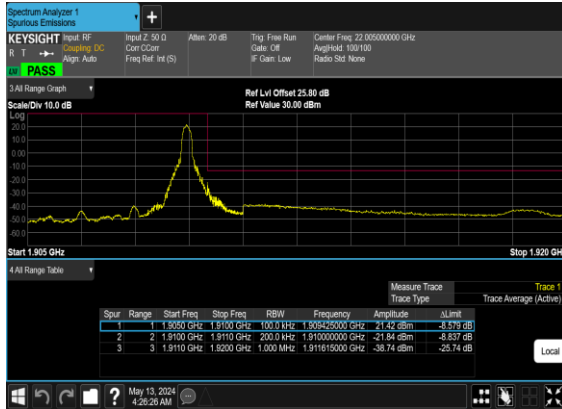 Spectrum Analyzer 1
Spurious Emissions
+
KEYSIGHT Input: RF Input Z: 50 Ω Atten: 20 dB Trig: Free Run Center Freq: 22.005000000 GHz
R T Coupling: DC Corr CCorr Gate: Off Avg|Hold: 100/100
Align: Auto Freq Ref: Int (S) IF Gain: Low Radio Std: None
PASS
3 All Range Graph
Ref Lvl Offset 25.80 dB
Scale/Div 10.0 dB Ref Value 30.00 dBm
Log
20.0
10.0
0.00
-10.0
-20.0
-30.0
-40.0
-50.0
-60.0
Start 1.905 GHz Stop 1.920 GH
4 All Range Table
Measure Trace Trace 1
Trace Type Trace Average (Active)
Spur Range Start Freq Stop Freq RBW Frequency Amplitude ΔLimit
1 1 1.9050 GHz 1.9100 GHz 100.0 kHz 1.909425000 GHz 21.42 dBm -8.579 dB
2 2 1.9100 GHz 1.9110 GHz 200.0 kHz 1.910000000 GHz -21.84 dBm -8.837 dB
3 3 1.9110 GHz 1.9200 GHz 1.000 MHz 1.911615000 GHz -38.74 dBm -25.74 dB
Local
? May 13, 2024
4:26:26 AM